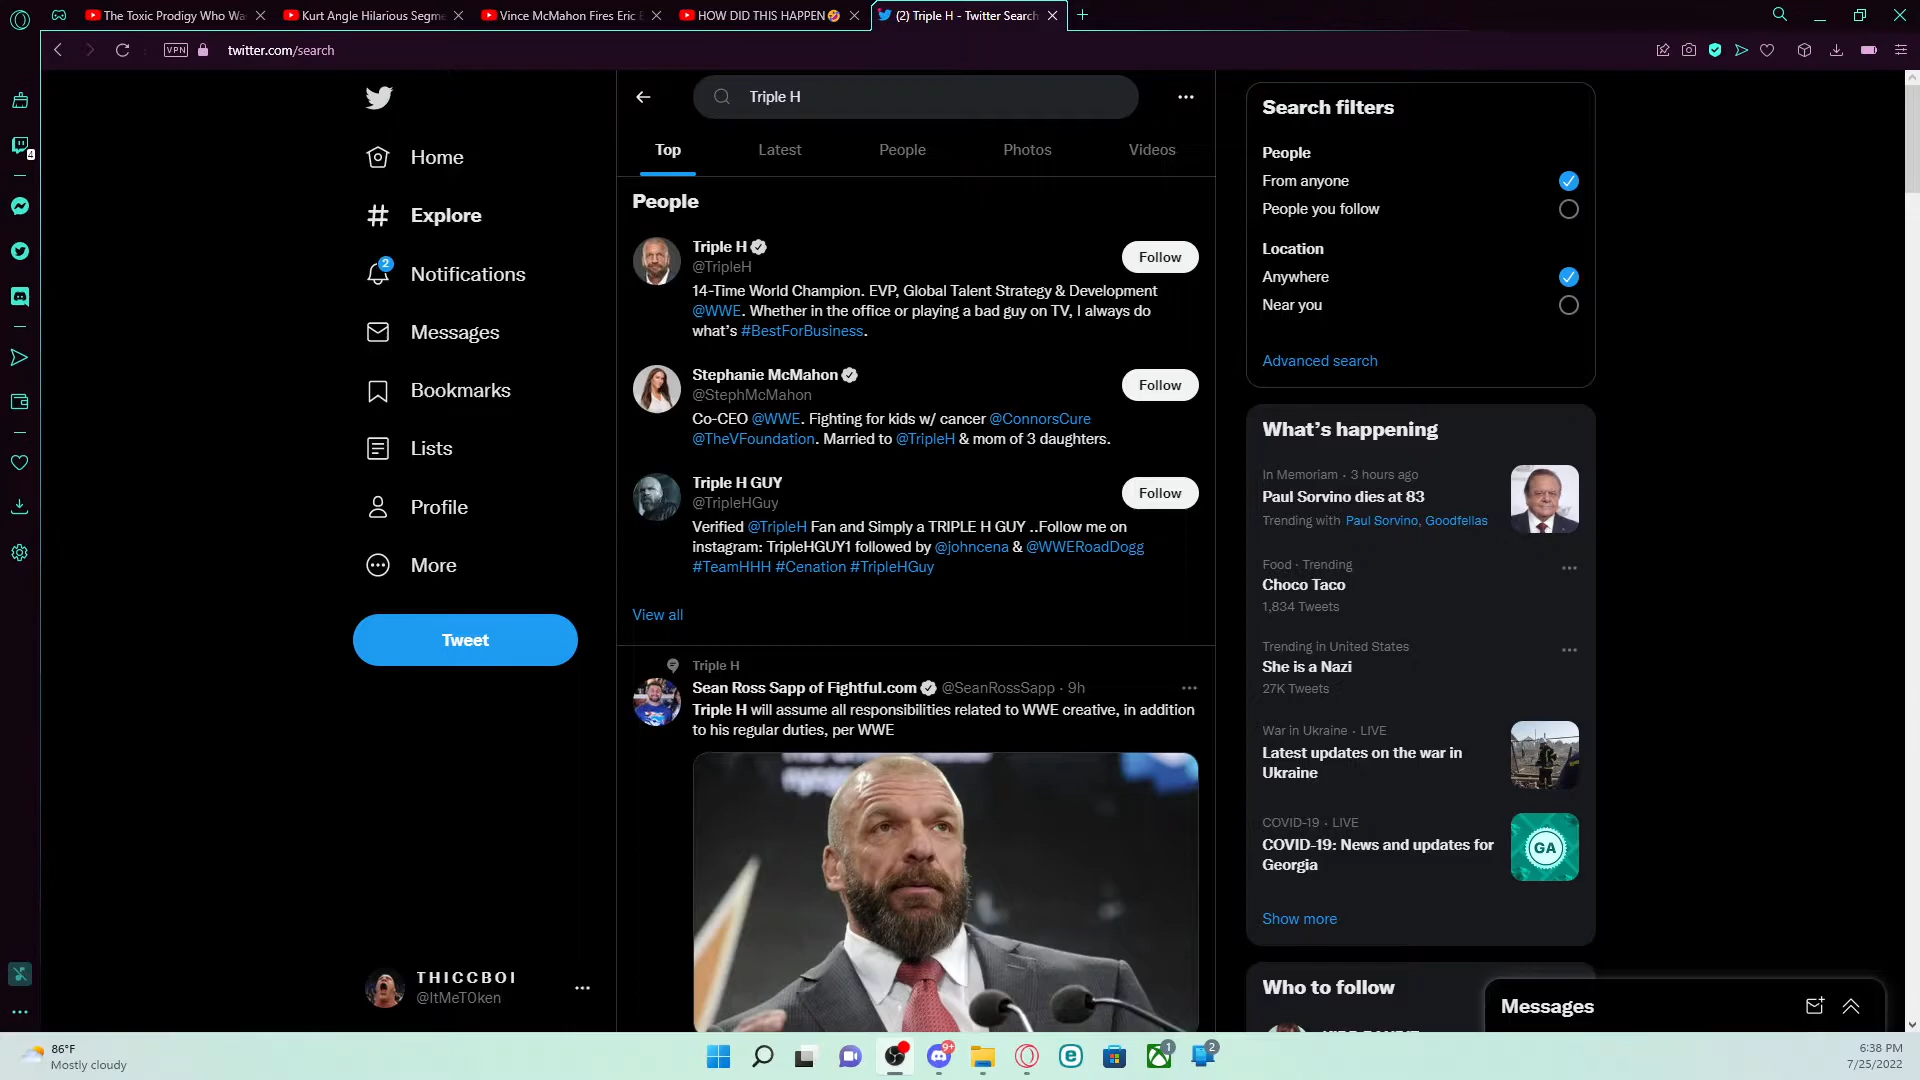 The Toxic Prodigy Who Wa
Kurt Angle Hilarious Segme
Vince McMahon Fires Eric
HOW DID THIS HAPPEN 🤣
(2) Triple H - Twitter Search
VPN
twitter.com/search
4
Home
Explore
2
Notifications
Messages
Bookmarks
Lists
Profile
More
Tweet
THICCBOI
@ItMeT0ken
Triple H
Top
Latest
People
Photos
Videos
People
Triple H
@TripleH
Follow
14-Time World Champion. EVP, Global Talent Strategy & Development
@WWE. Whether in the office or playing a bad guy on TV, I always do
what's #BestForBusiness.
Stephanie McMahon
@StephMcMahon
Follow
Co-CEO @WWE. Fighting for kids w/ cancer @ConnorsCure
@TheVFoundation. Married to @TripleH & mom of 3 daughters.
Triple H GUY
@TripleHGuy
Follow
Verified @TripleH Fan and Simply a TRIPLE H GUY ..Follow me on
instagram: TripleHGUY1 followed by @johncena & @WWERoadDogg
#TeamHHH #Cenation #TripleHGuy
View all
Triple H
Sean Ross Sapp of Fightful.com @SeanRossSapp · 9h
Triple H will assume all responsibilities related to WWE creative, in addition
to his regular duties, per WWE
Search filters
People
From anyone
People you follow
Location
Anywhere
Near you
Advanced search
What's happening
In Memoriam · 3 hours ago
Paul Sorvino dies at 83
Trending with Paul Sorvino, Goodfellas
Food · Trending
Choco Taco
1,834 Tweets
Trending in United States
She is a Nazi
27K Tweets
War in Ukraine · LIVE
Latest updates on the war in
Ukraine
COVID-19 · LIVE
COVID-19: News and updates for
Georgia
GA
Show more
Who to follow
Messages
86°F
Mostly cloudy
9+
1
2
6:38 PM
7/25/2022